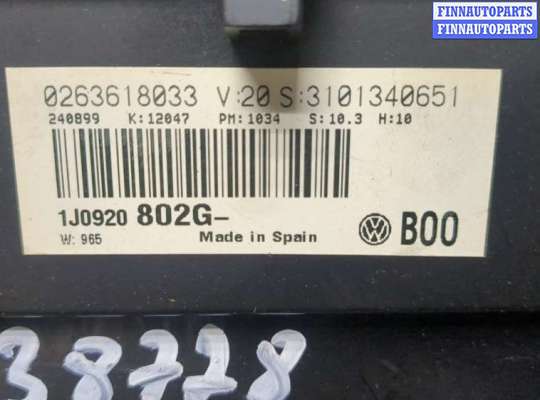 FINNAUTOPARTS
FINNAUTOPARTS
0263618033 V:20 S:3101340651
240899 K:12047 PM:1034 S:10.3 H:10
1J0920 802G-
W: 965 Made in Spain B00
38728